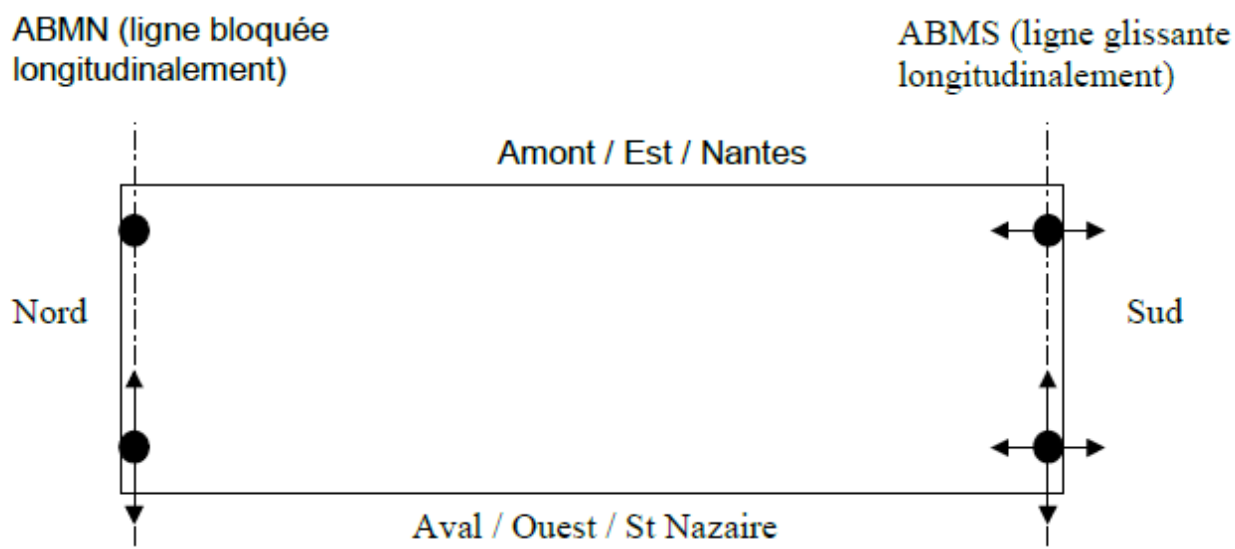 ABMN (ligne bloquée
longitudinalement)
ABMS (ligne glissante
longitudinalement)
Amont / Est / Nantes
Nord
Sud
Aval / Ouest / St Nazaire